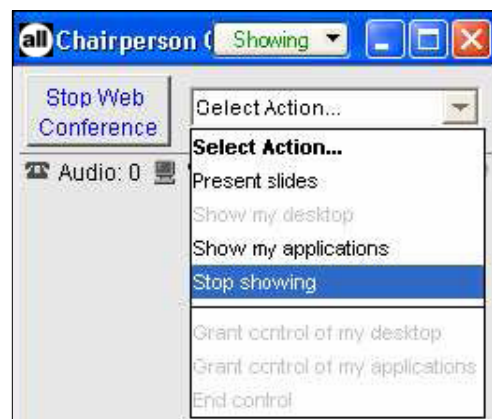 all Chairperson C Showing
Stop Web
Conference
Select Action...
Select Action...
Present slides
Audio: 0
Show my desktop
Show my applications
Stop showing
Grant control of my desktop
Grant control of my applications
End control